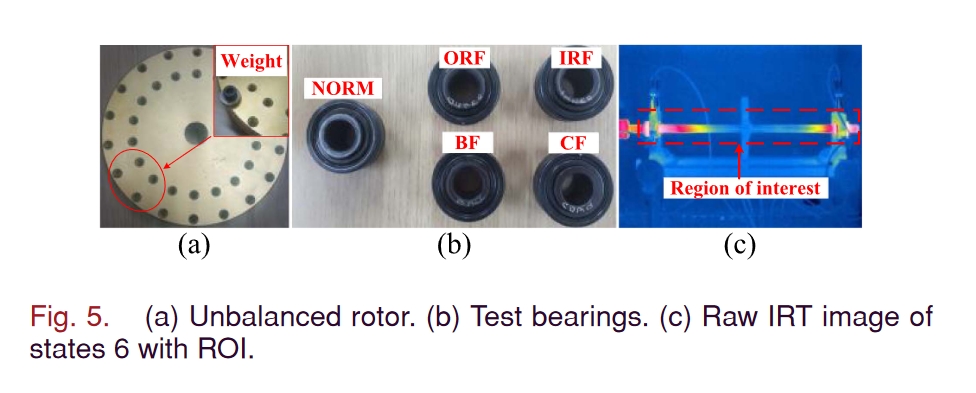 Weight
NORM
ORF
IRF
BF
CF
Region of interest
(a)
(b)
(c)
Fig. 5. (a) Unbalanced rotor. (b) Test bearings. (c) Raw IRT image of
states 6 with ROI.